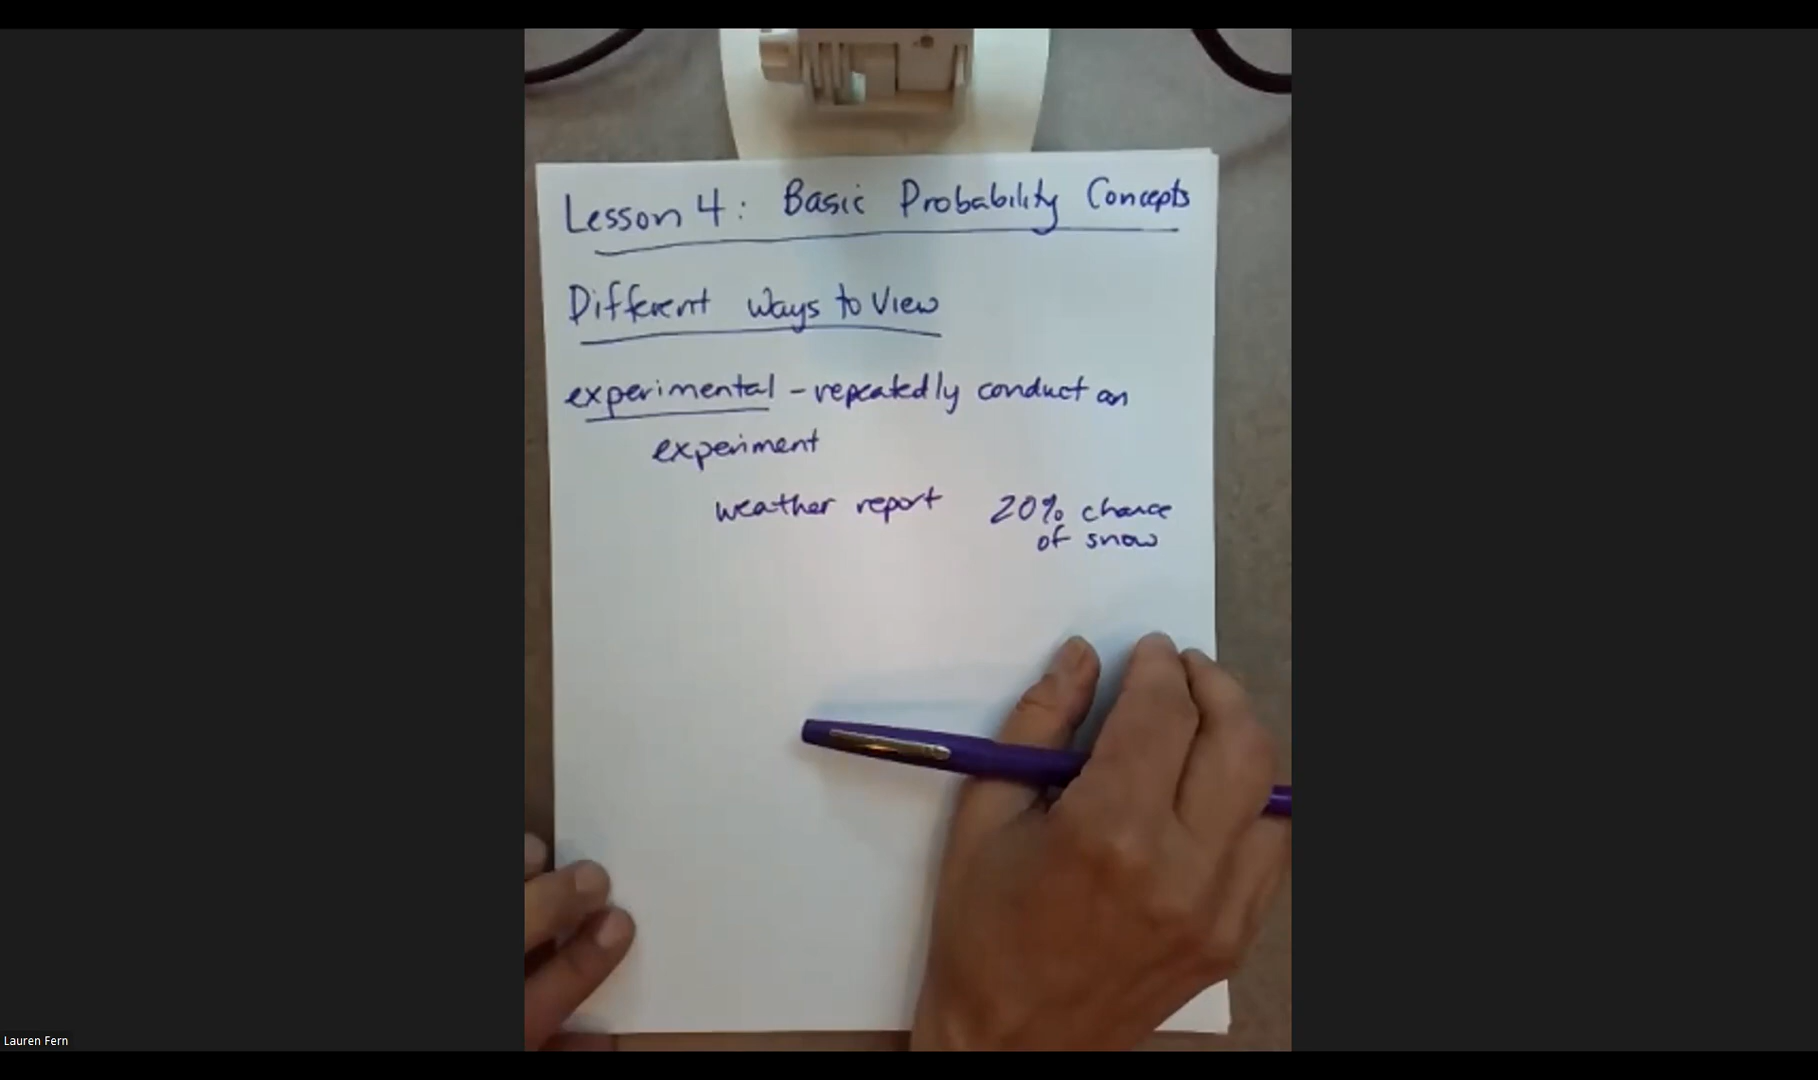 Lesson 4: Basic Probability Concepts
Different Ways to View
experimental - repeatedly conduct an
experiment
weather report 20% chance
of snow
Lauren Fern